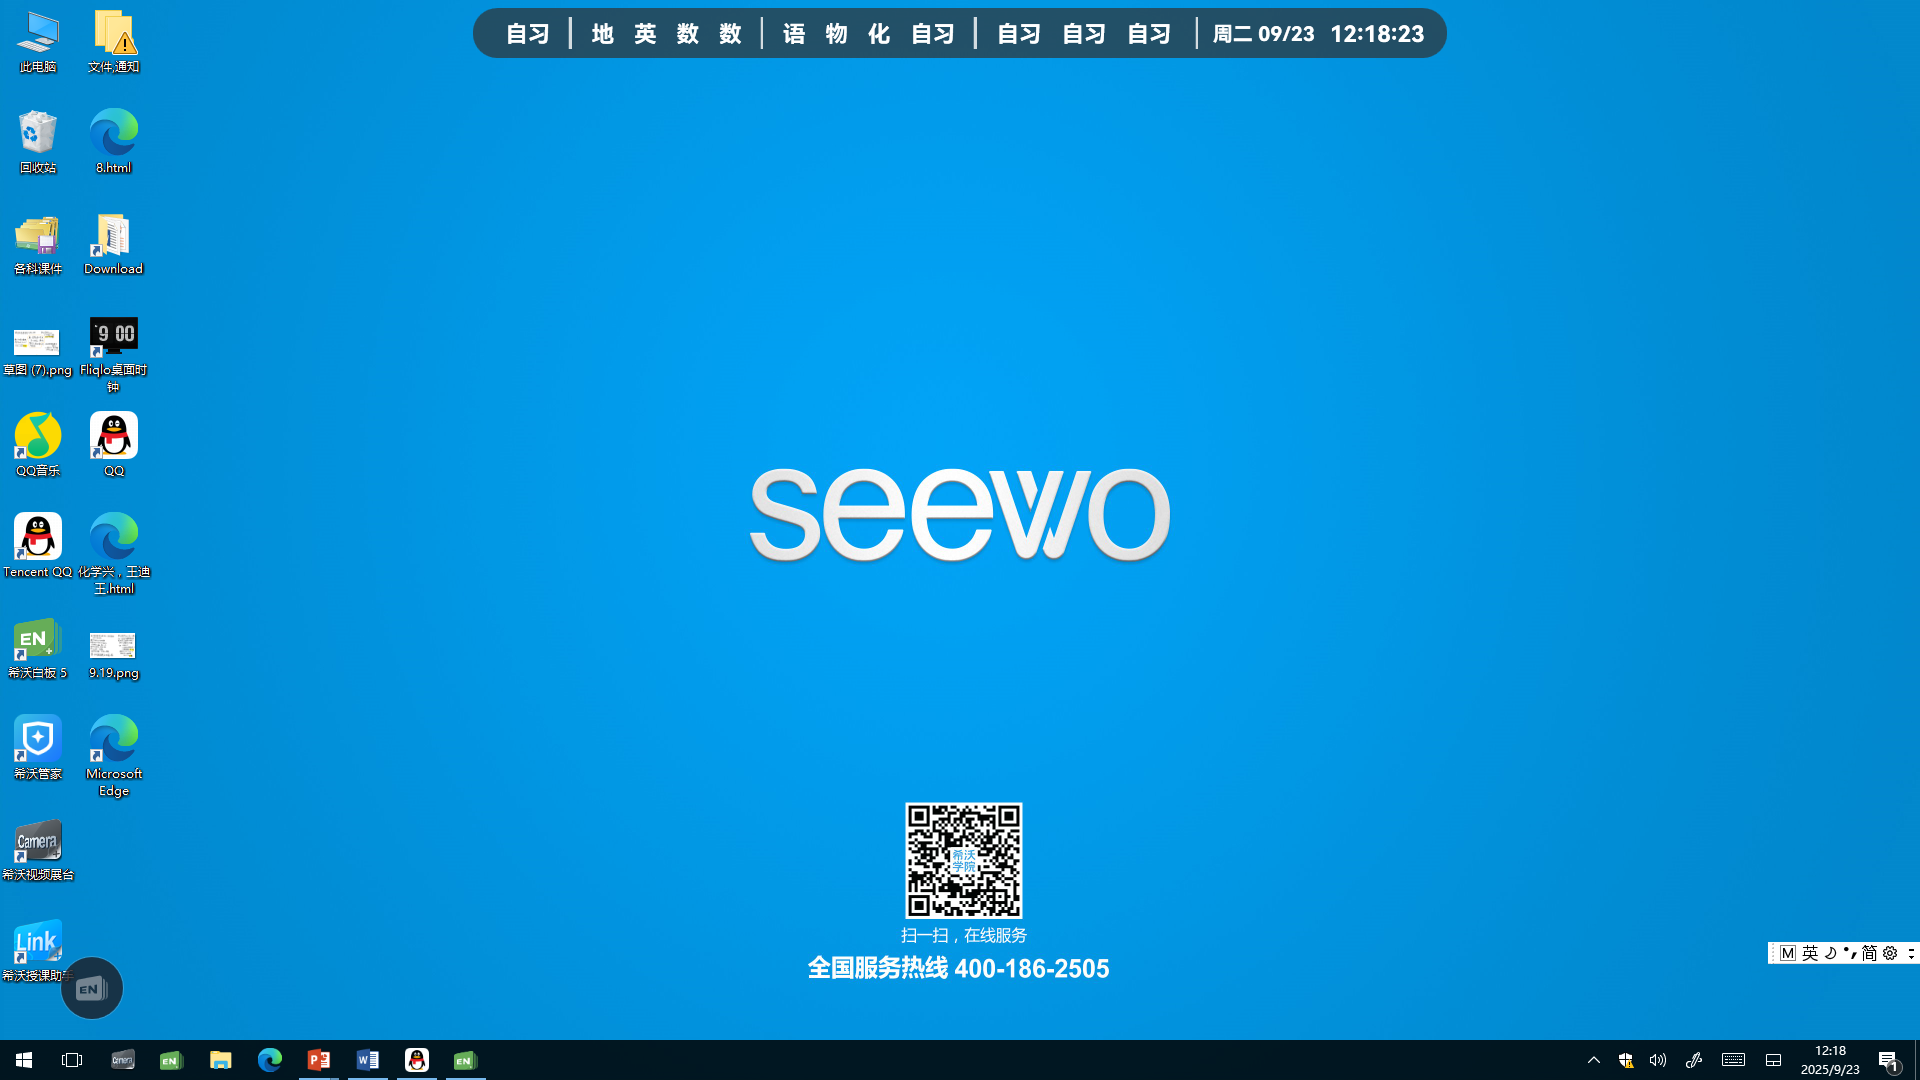 自习 | 地 英 数 数 | 语 物 化 自习 | 自习 自习 自习 | 周二 09/23 12:18:23
此电脑
文件,通知
回收站
8.html
各科课件
Download
草图 (7).png
9 00
Fliqlo桌面时
钟
QQ音乐
QQ
Tencent QQ
化学兴，王迪
王.html
EN
希沃白板 5
9.19.png
希沃管家
Microsoft
Edge
Camera
希沃视频展台
Link
希沃授课助手
EN
seewo
希沃
学院
扫一扫，在线服务
全国服务热线 400-186-2505
M 英 简
Camera
EN
P
W
EN
12:18
2025/9/23
1